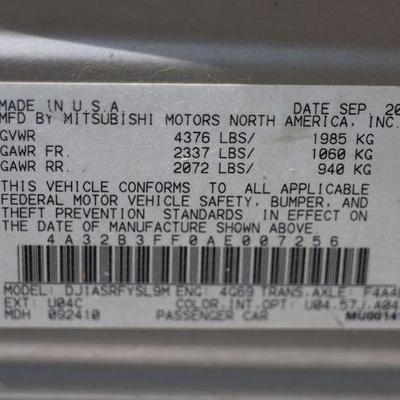 MADE IN U.S.A. DATE SEP. 20
MFD BY MITSUBISHI MOTORS NORTH AMERICA, INC.
GVWR 4376 LBS/ 1985 KG
GAWR FR. 2337 LBS/ 1060 KG
GAWR RR. 2072 LBS/ 940 KG
THIS VEHICLE CONFORMS TO ALL APPLICABLE
FEDERAL MOTOR VEHICLE SAFETY, BUMPER, AND
THEFT PREVENTION STANDARDS IN EFFECT ON
THE DATE OF MANUFACTURE SHOWN ABOVE.
4A32B3FF0AE007256
MODEL: DJ1ASRFYSL9M ENG: 4G69 TRANS.AXLE: F4A4
EXT: U04C COLOR.INT.OPT: U04.57J.A04
MDH 092410 PASSENGER CAR